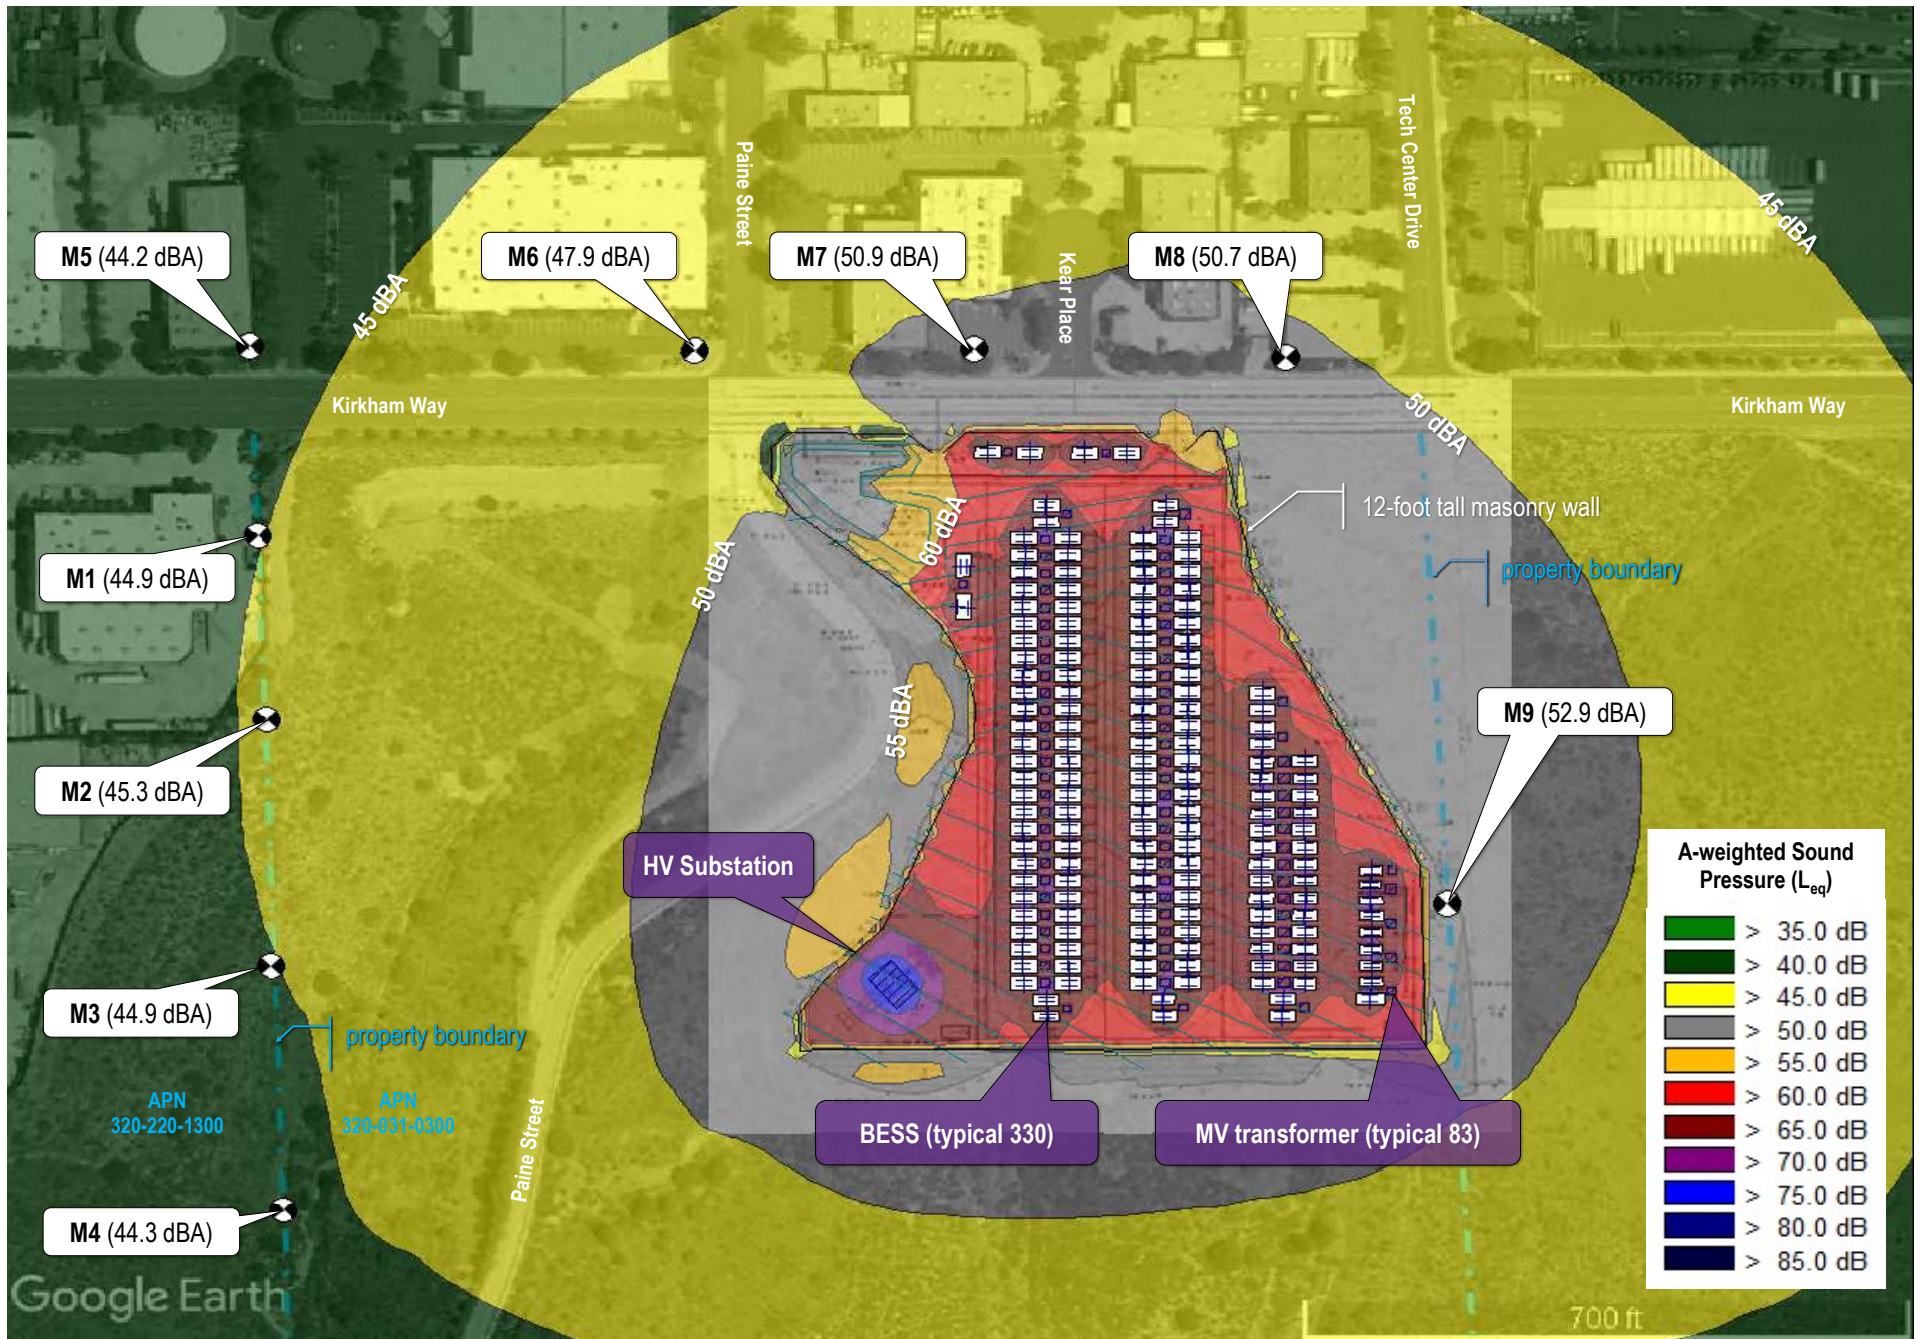 Paine Street
Tech Center Drive
45 dBA
M5 (44.2 dBA)
M6 (47.9 dBA)
M7 (50.9 dBA)
M8 (50.7 dBA)
Kear Place
45 dBA
Kirkham Way
50 dBA
Kirkham Way
12-foot tall masonry wall
60 dBA
50 dBA
M1 (44.9 dBA)
property boundary
55 dBA
M9 (52.9 dBA)
M2 (45.3 dBA)
HV Substation
M3 (44.9 dBA)
property boundary
APN
320-220-1300
APN
320-031-0300
Paine Street
BESS (typical 330)
MV transformer (typical 83)
M4 (44.3 dBA)
A-weighted Sound
Pressure (Leq)
> 35.0 dB
> 40.0 dB
> 45.0 dB
> 50.0 dB
> 55.0 dB
> 60.0 dB
> 65.0 dB
> 70.0 dB
> 75.0 dB
> 80.0 dB
> 85.0 dB
Google Earth
700 ft